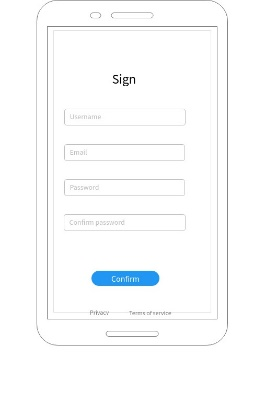 Sign
Username
Email
Password
Confirm password
Confirm
Privacy Terms of service